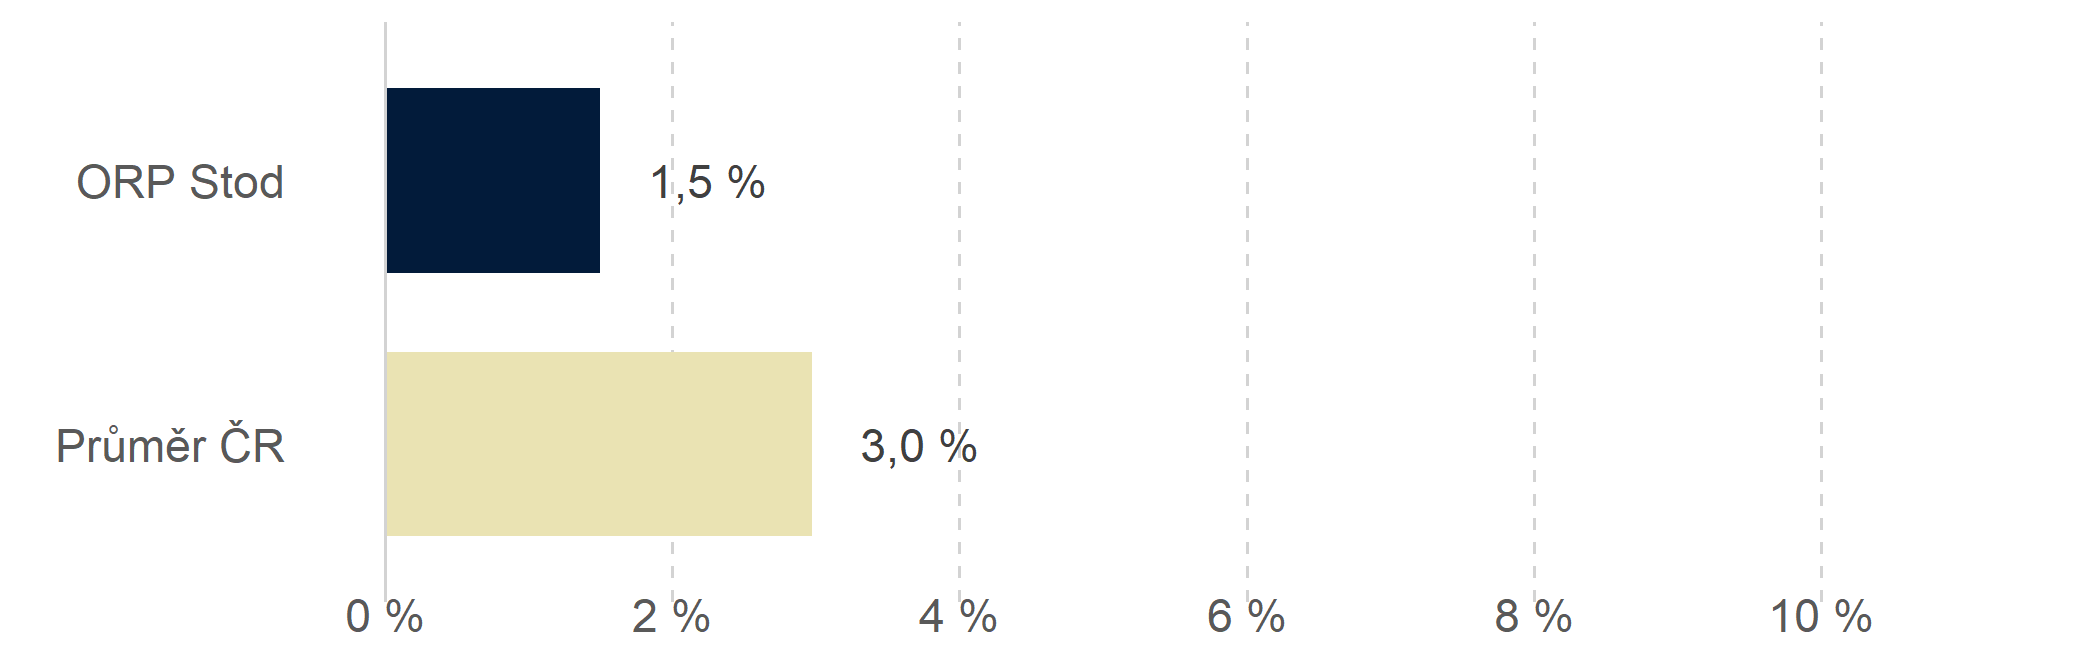 ORP Stod
1,5 %
Průměr ČR
3,0 %
0 % 2 % 4 % 6 % 8 % 10 %